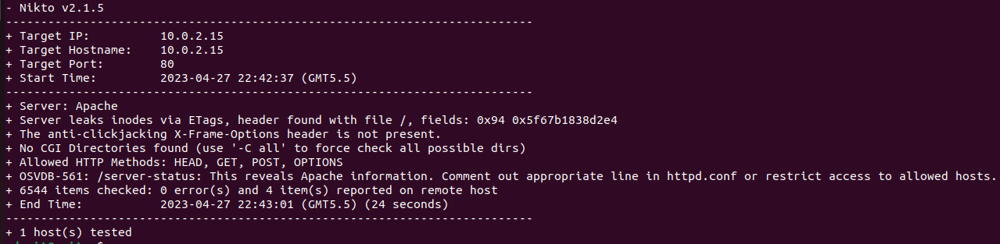 - Nikto v2.1.5
---------------------------------------------------------------------------
+ Target IP:          10.0.2.15
+ Target Hostname:    10.0.2.15
+ Target Port:        80
+ Start Time:         2023-04-27 22:42:37 (GMT5.5)
---------------------------------------------------------------------------
+ Server: Apache
+ Server leaks inodes via ETags, header found with file /, fields: 0x94 0x5f67b1838d2e4
+ The anti-clickjacking X-Frame-Options header is not present.
+ No CGI Directories found (use '-C all' to force check all possible dirs)
+ Allowed HTTP Methods: HEAD, GET, POST, OPTIONS
+ OSVDB-561: /server-status: This reveals Apache information. Comment out appropriate line in httpd.conf or restrict access to allowed hosts.
+ 6544 items checked: 0 error(s) and 4 item(s) reported on remote host
+ End Time:           2023-04-27 22:43:01 (GMT5.5) (24 seconds)
---------------------------------------------------------------------------
+ 1 host(s) tested